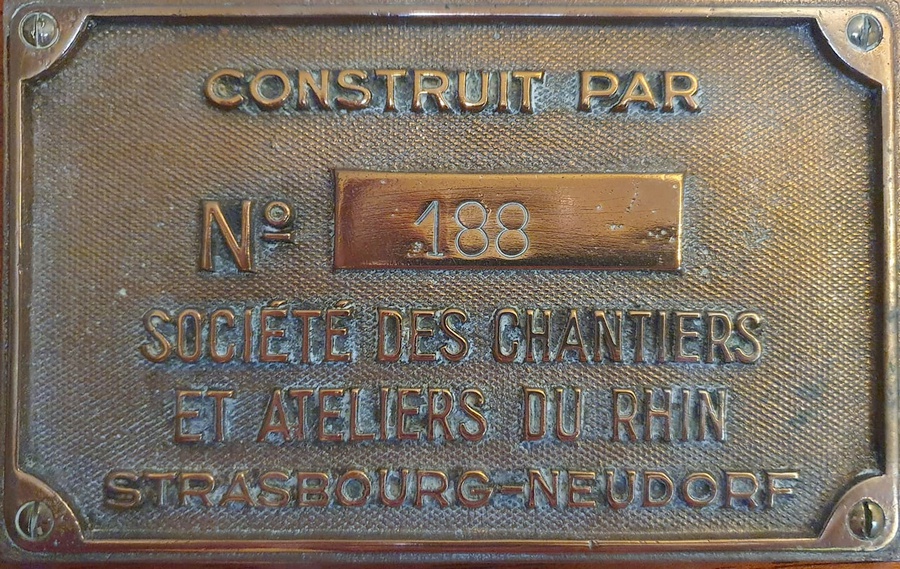 CONSTRUIT PAR
Nº 188
SOCIÉTÉ DES CHANTIERS
ET ATELIERS DU RHIN
STRASBOURG-NEUDORF